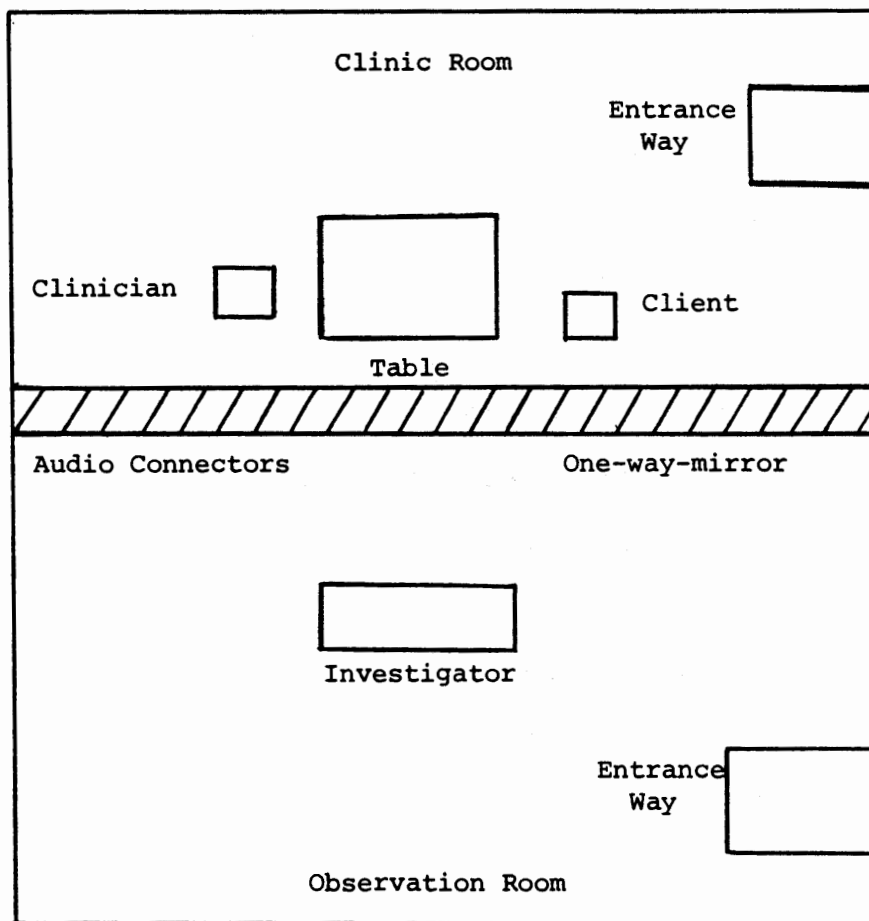 Clinic Room
Entrance
Way
Clinician
Client
Table
Audio Connectors
One-way-mirror
Investigator
Entrance
Way
Observation Room